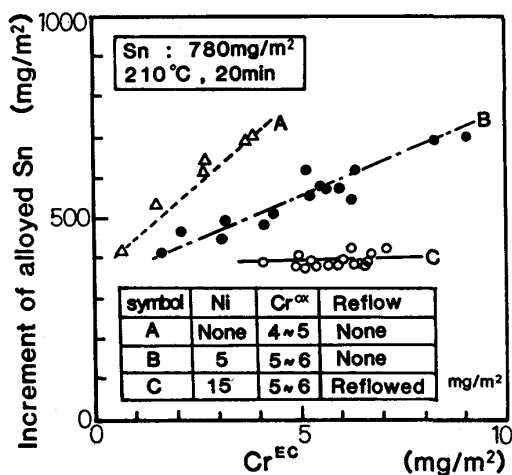 1000
Sn : 780mg/m²
210°C , 20min
A
B
500
C
symbol Ni Cr^ox Reflow
A None 4~5 None
B 5 5~6 None
C 15 5~6 Reflowed
mg/m²
0
0 5 10
Cr^EC (mg/m²)
Increment of alloyed Sn (mg/m²)